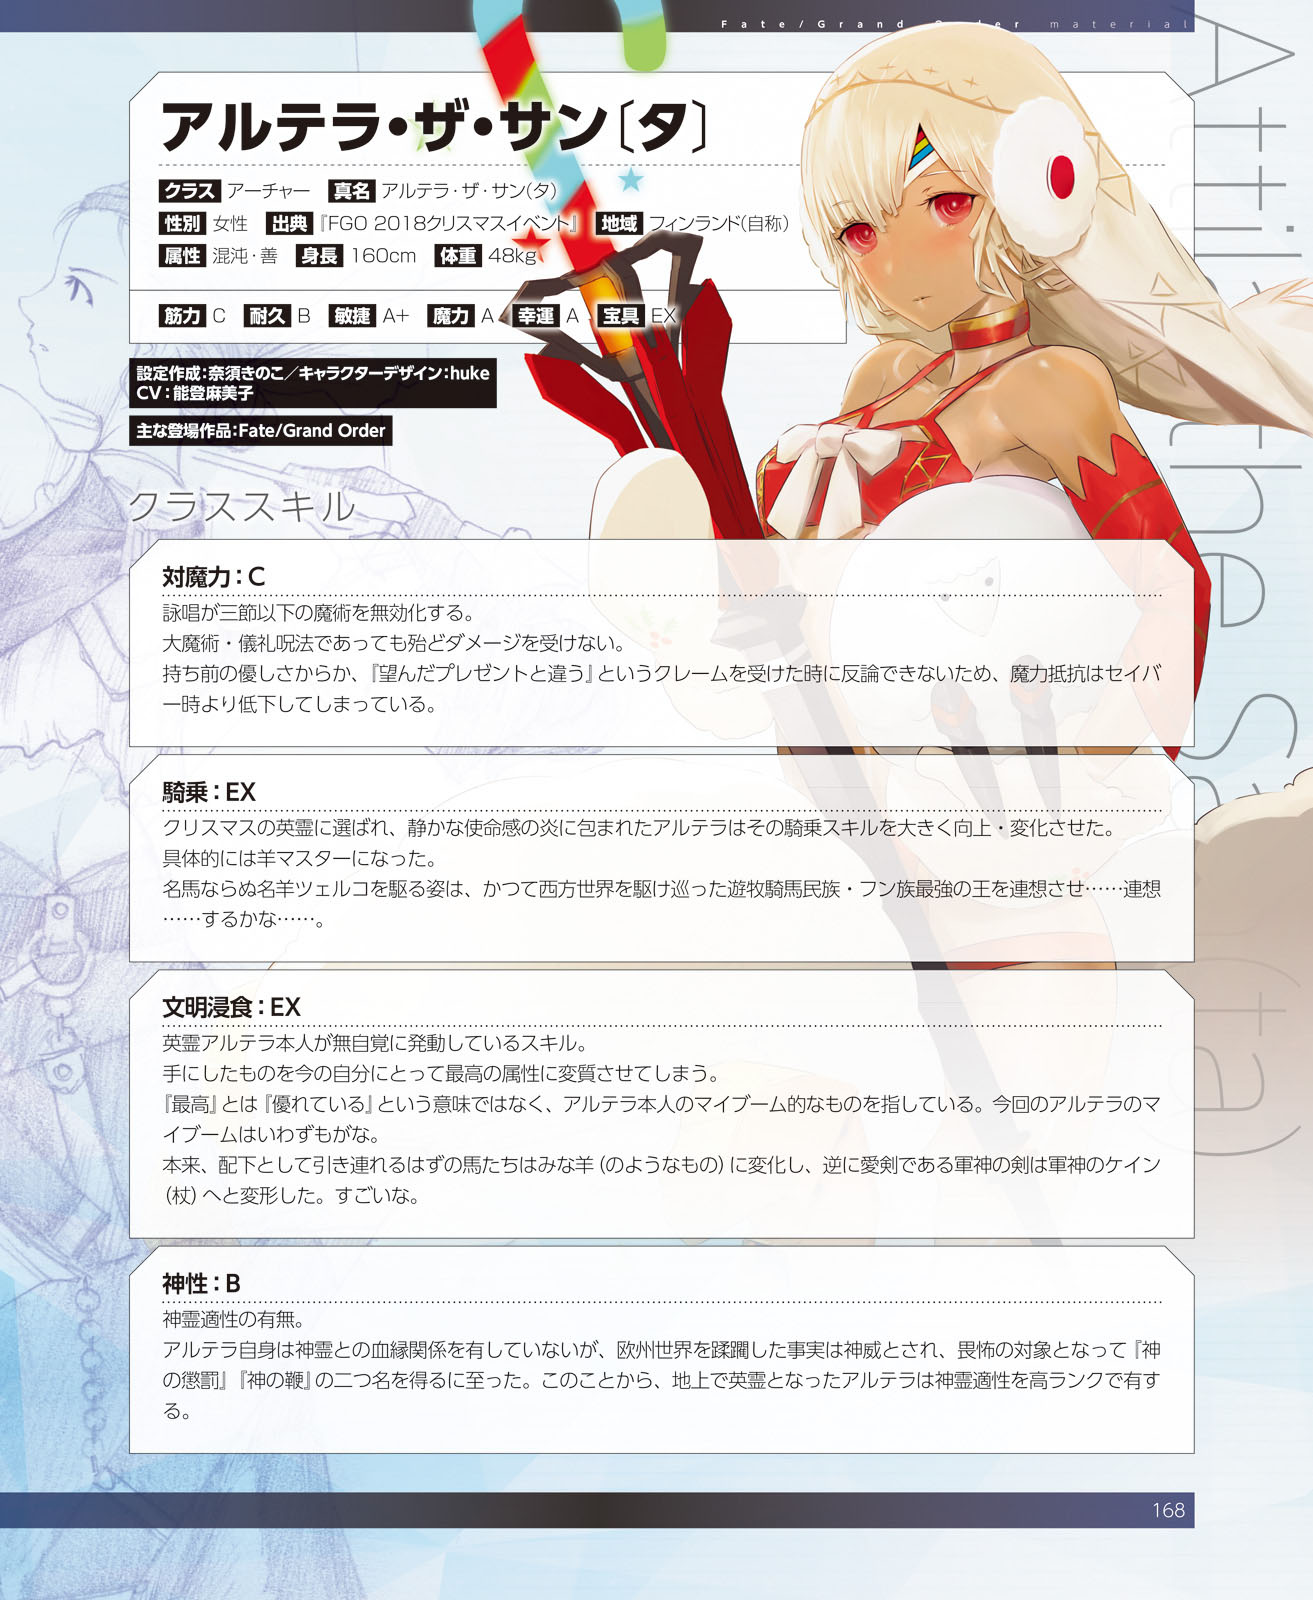 Fate/Grand Order material
アルテラ・ザ・サン〔タ〕
クラス アーチャー 真名 アルテラ・ザ・サン(タ)
性別 女性 出典 『FGO 2018クリスマスイベント』 地域 フィンランド(自称)
属性 混沌・善 身長 160cm 体重 48kg
筋力 C 耐久 B 敏捷 A+ 魔力 A 幸運 A 宝具 EX
設定作成:奈須きのこ/キャラクターデザイン:huke
CV:能登麻美子
主な登場作品:Fate/Grand Order
クラススキル
対魔力:C
詠唱が三節以下の魔術を無効化する。
大魔術・儀礼呪法であっても殆どダメージを受けない。
持ち前の優しさからか、『望んだプレゼントと違う』というクレームを受けた時に反論できないため、魔力抵抗はセイバ
ー時より低下してしまっている。
騎乗:EX
クリスマスの英霊に選ばれ、静かな使命感の炎に包まれたアルテラはその騎乗スキルを大きく向上・変化させた。
具体的には羊マスターになった。
名馬ならぬ名羊ツェルコを駆る姿は、かつて西方世界を駆け巡った遊牧騎馬民族・フン族最強の王を連想させ……連想
……するかな……。
文明浸食:EX
英霊アルテラ本人が無自覚に発動しているスキル。
手にしたものを今の自分にとって最高の属性に変質させてしまう。
『最高』とは『優れている』という意味ではなく、アルテラ本人のマイブーム的なものを指している。今回のアルテラのマ
イブームはいわずもがな。
本来、配下として引き連れるはずの馬たちはみな羊(のようなもの)に変化し、逆に愛剣である軍神の剣は軍神のケイン
(杖)へと変形した。すごいな。
神性:B
神霊適性の有無。
アルテラ自身は神霊との血縁関係を有していないが、欧州世界を蹂躙した事実は神威とされ、畏怖の対象となって『神
の懲罰』『神の鞭』の二つ名を得るに至った。このことから、地上で英霊となったアルテラは神霊適性を高ランクで有す
る。
168
Attila the San(ta)